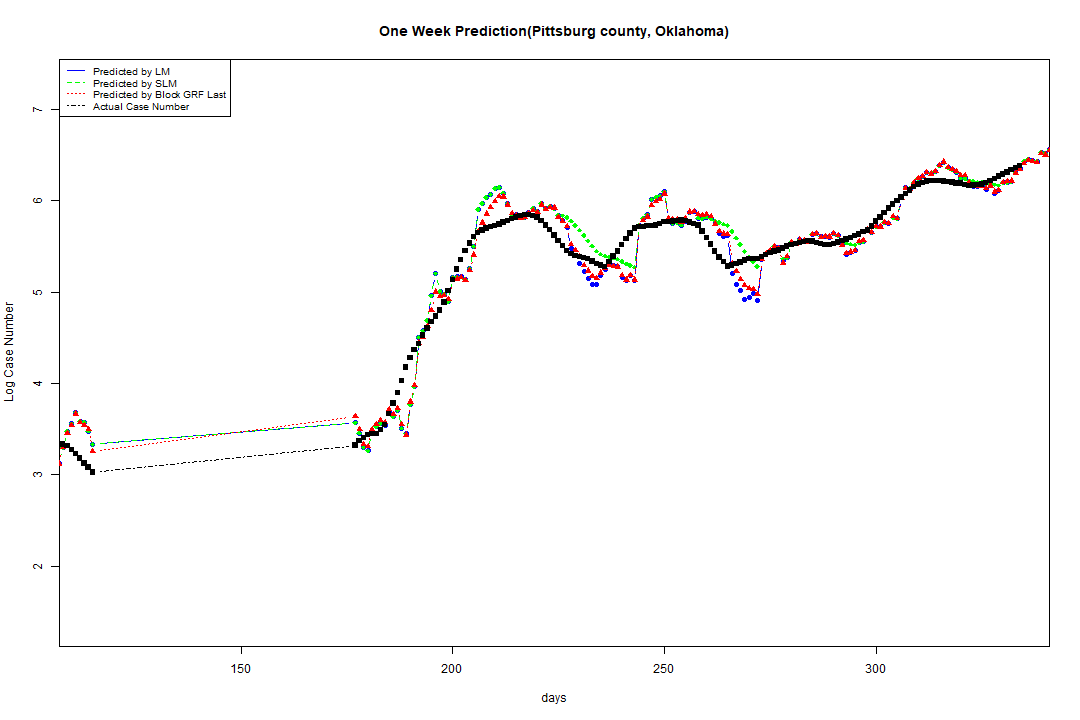 One Week Prediction(Pittsburg county, Oklahoma)
Predicted by LM
Predicted by SLM
Predicted by Block GRF Last
Actual Case Number
7
6
5
4
3
2
Log Case Number
150 200 250 300
days